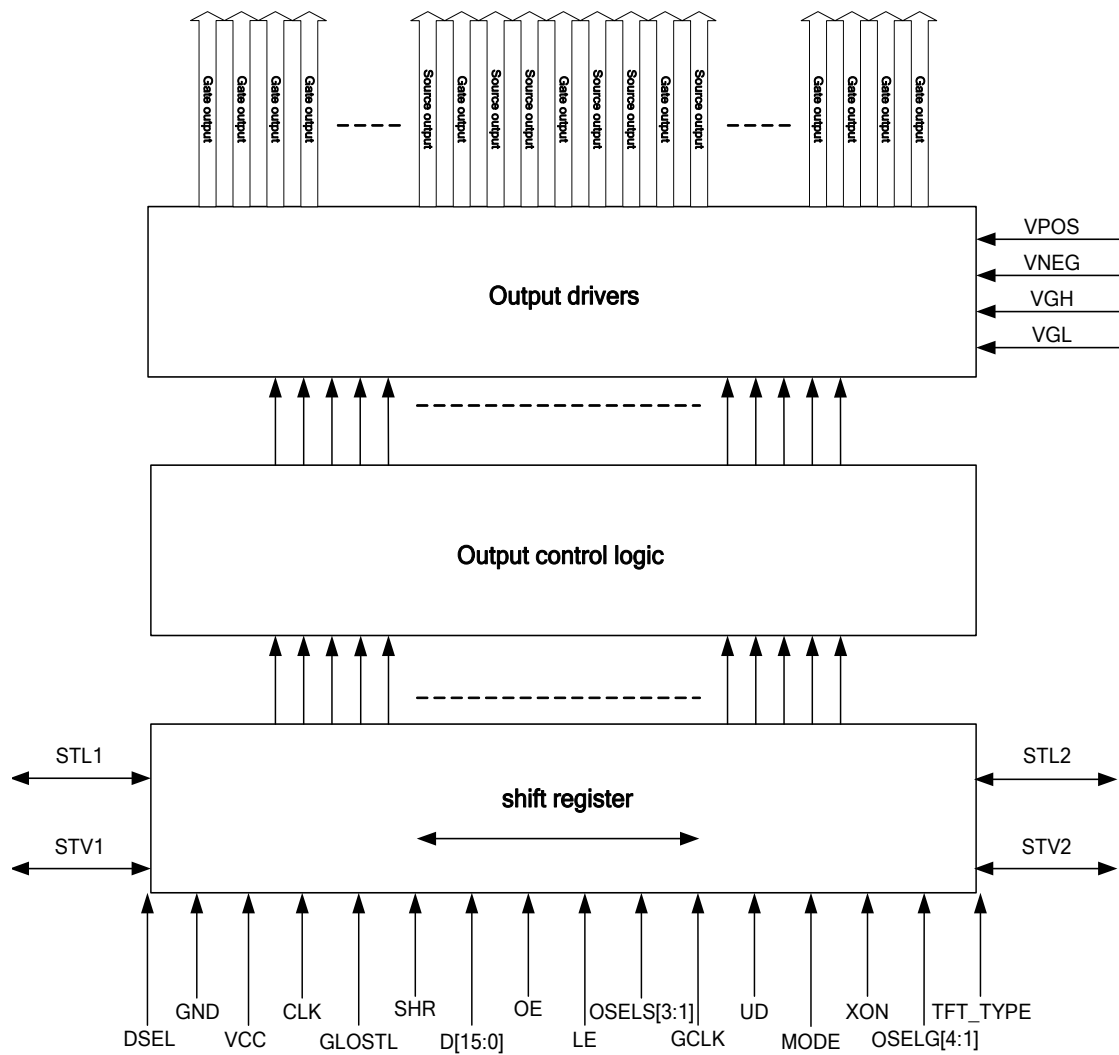 Gate output
Gate output
Gate output
Gate output
Source output
Gate output
Source output
Source output
Gate output
Source output
Source output
Gate output
Source output
Gate output
Gate output
Gate output
Gate output
VPOS
VNEG
VGH
VGL
Output drivers
Output control logic
STL1
STL2
shift register
STV1
STV2
DSEL
GND
VCC
CLK
GLOSTL
SHR
D[15:0]
OE
LE
OSELS[3:1]
GCLK
UD
MODE
XON
OSELG[4:1]
TFT_TYPE